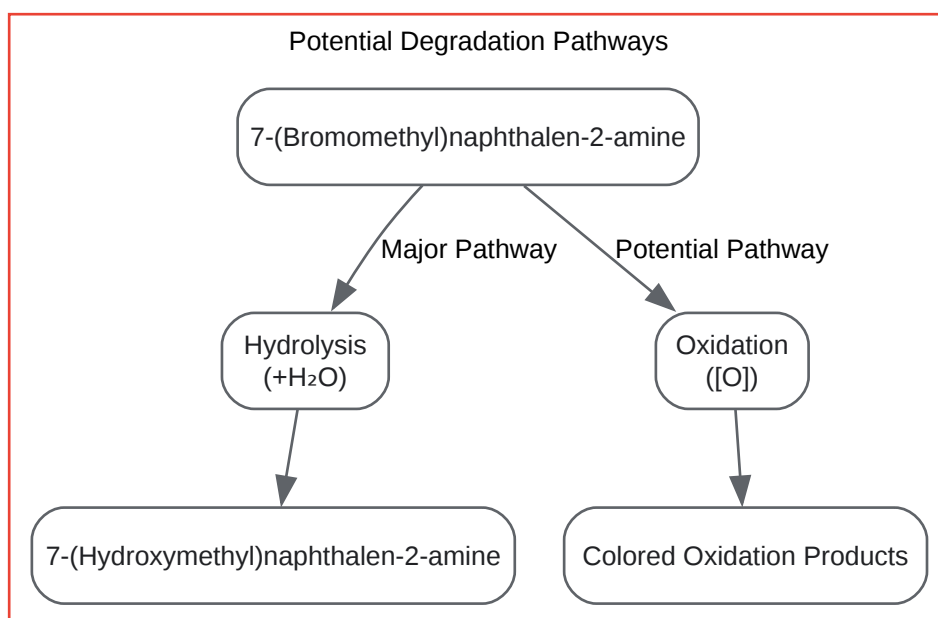 Potential Degradation Pathways
7-(Bromomethyl)naphthalen-2-amine
Major Pathway
Potential Pathway
Hydrolysis
(+H₂O)
Oxidation
([O])
7-(Hydroxymethyl)naphthalen-2-amine
Colored Oxidation Products